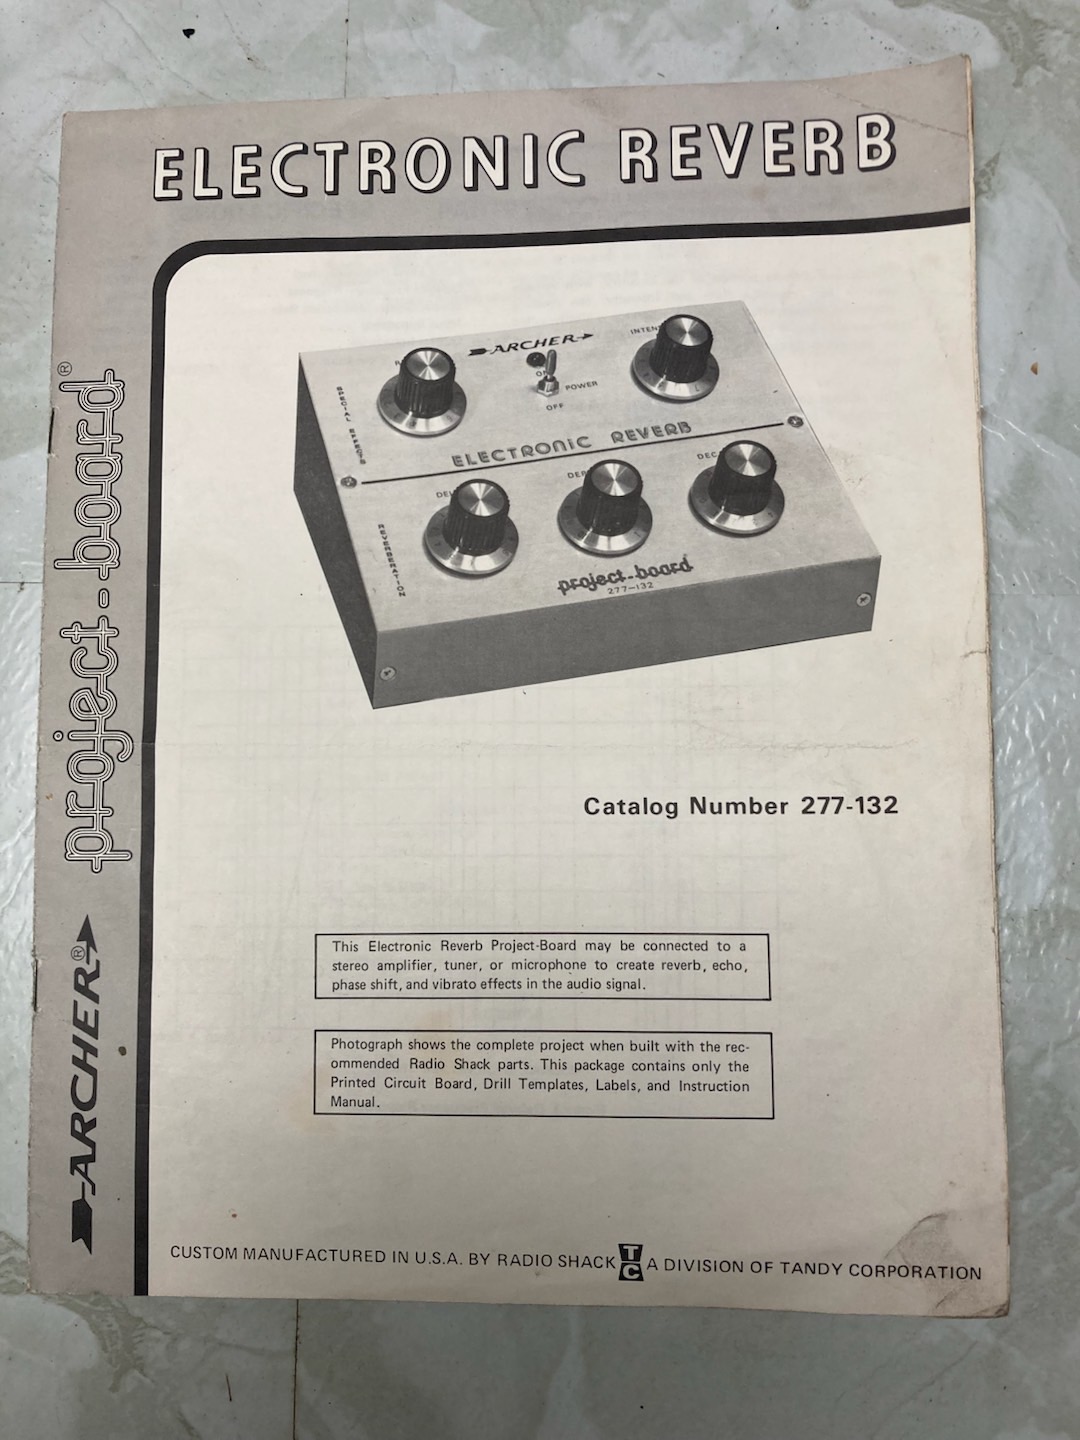 ELECTRONIC REVERB
project-board®
ARCHER®
ARCHER
ON
POWER
OFF
SPECIAL EFFECTS
ELECTRONIC REVERB
REVERBERATION
project-board®
277-132
Catalog Number 277-132
This Electronic Reverb Project-Board may be connected to a
stereo amplifier, tuner, or microphone to create reverb, echo,
phase shift, and vibrato effects in the audio signal.
Photograph shows the complete project when built with the rec-
ommended Radio Shack parts. This package contains only the
Printed Circuit Board, Drill Templates, Labels, and Instruction
Manual.
CUSTOM MANUFACTURED IN U.S.A. BY RADIO SHACK TC A DIVISION OF TANDY CORPORATION